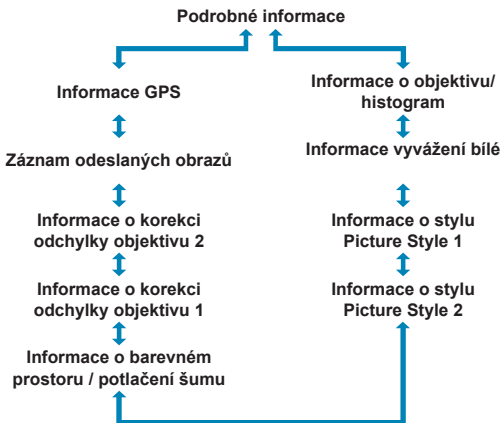 Podrobné informace
Informace GPS
Záznam odeslaných obrazů
Informace o korekci
odchylky objektivu 2
Informace o korekci
odchylky objektivu 1
Informace o barevném
prostoru / potlačení šumu
Informace o objektivu/
histogram
Informace vyvážení bílé
Informace o stylu
Picture Style 1
Informace o stylu
Picture Style 2